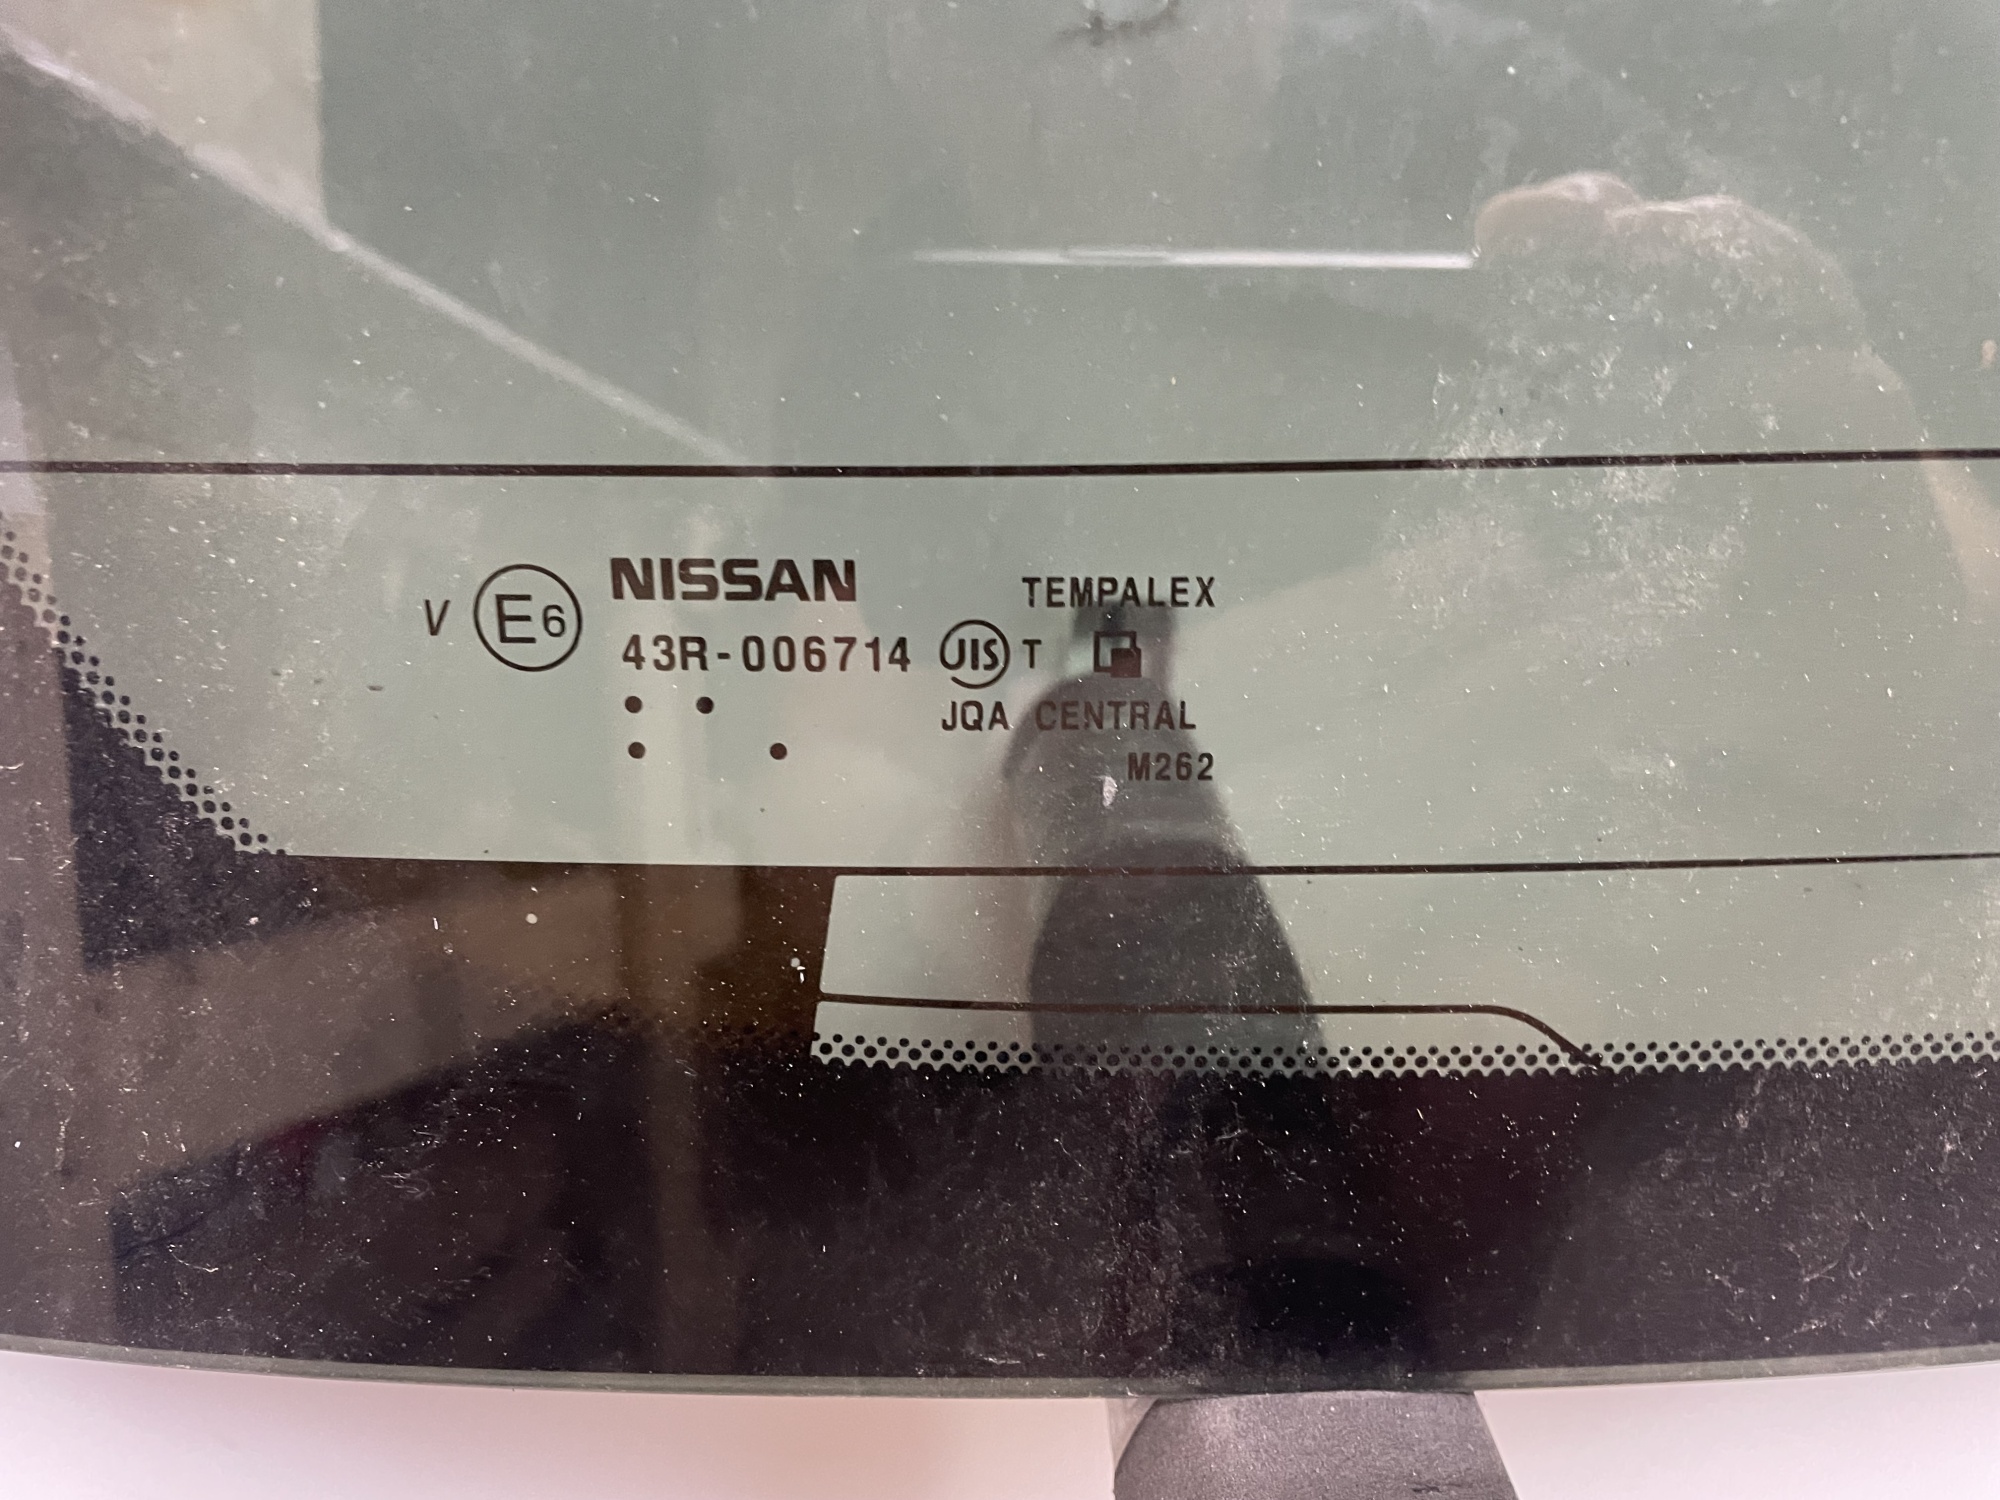 V E6 NISSAN
43R-006714
TEMPALEX
JIS T
JQA CENTRAL
M262